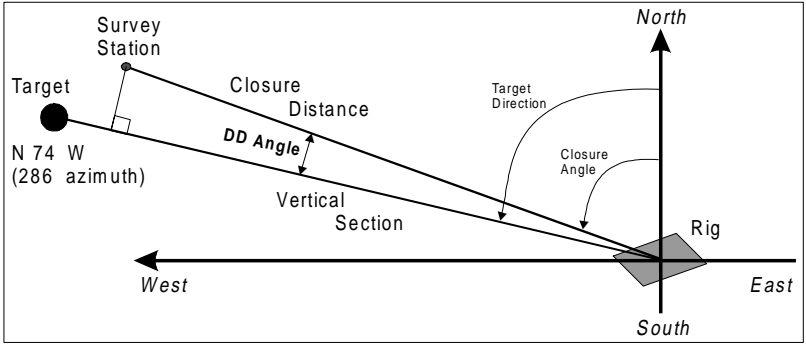 North
Survey
Station
Target
N 74 W
(286 azimuth)
Closure
Distance
DD Angle
Vertical
Section
Target
Direction
Closure
Angle
Rig
West
East
South